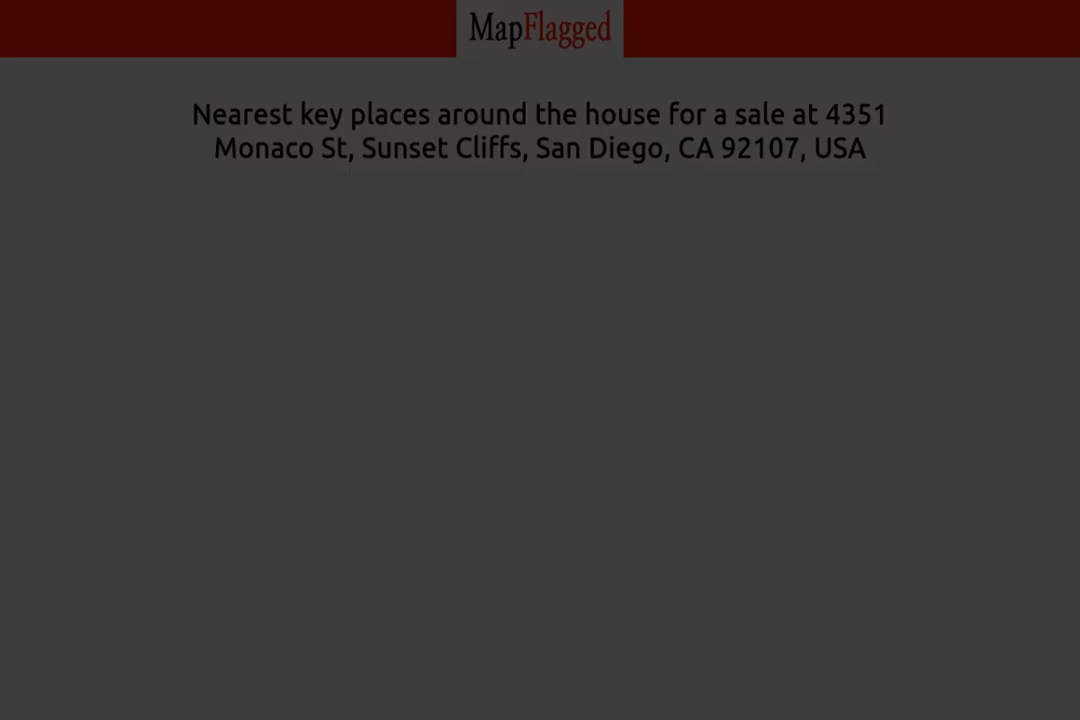 MapFlagged
Nearest key places around the house for a sale at 4351
Monaco St, Sunset Cliffs, San Diego, CA 92107, USA